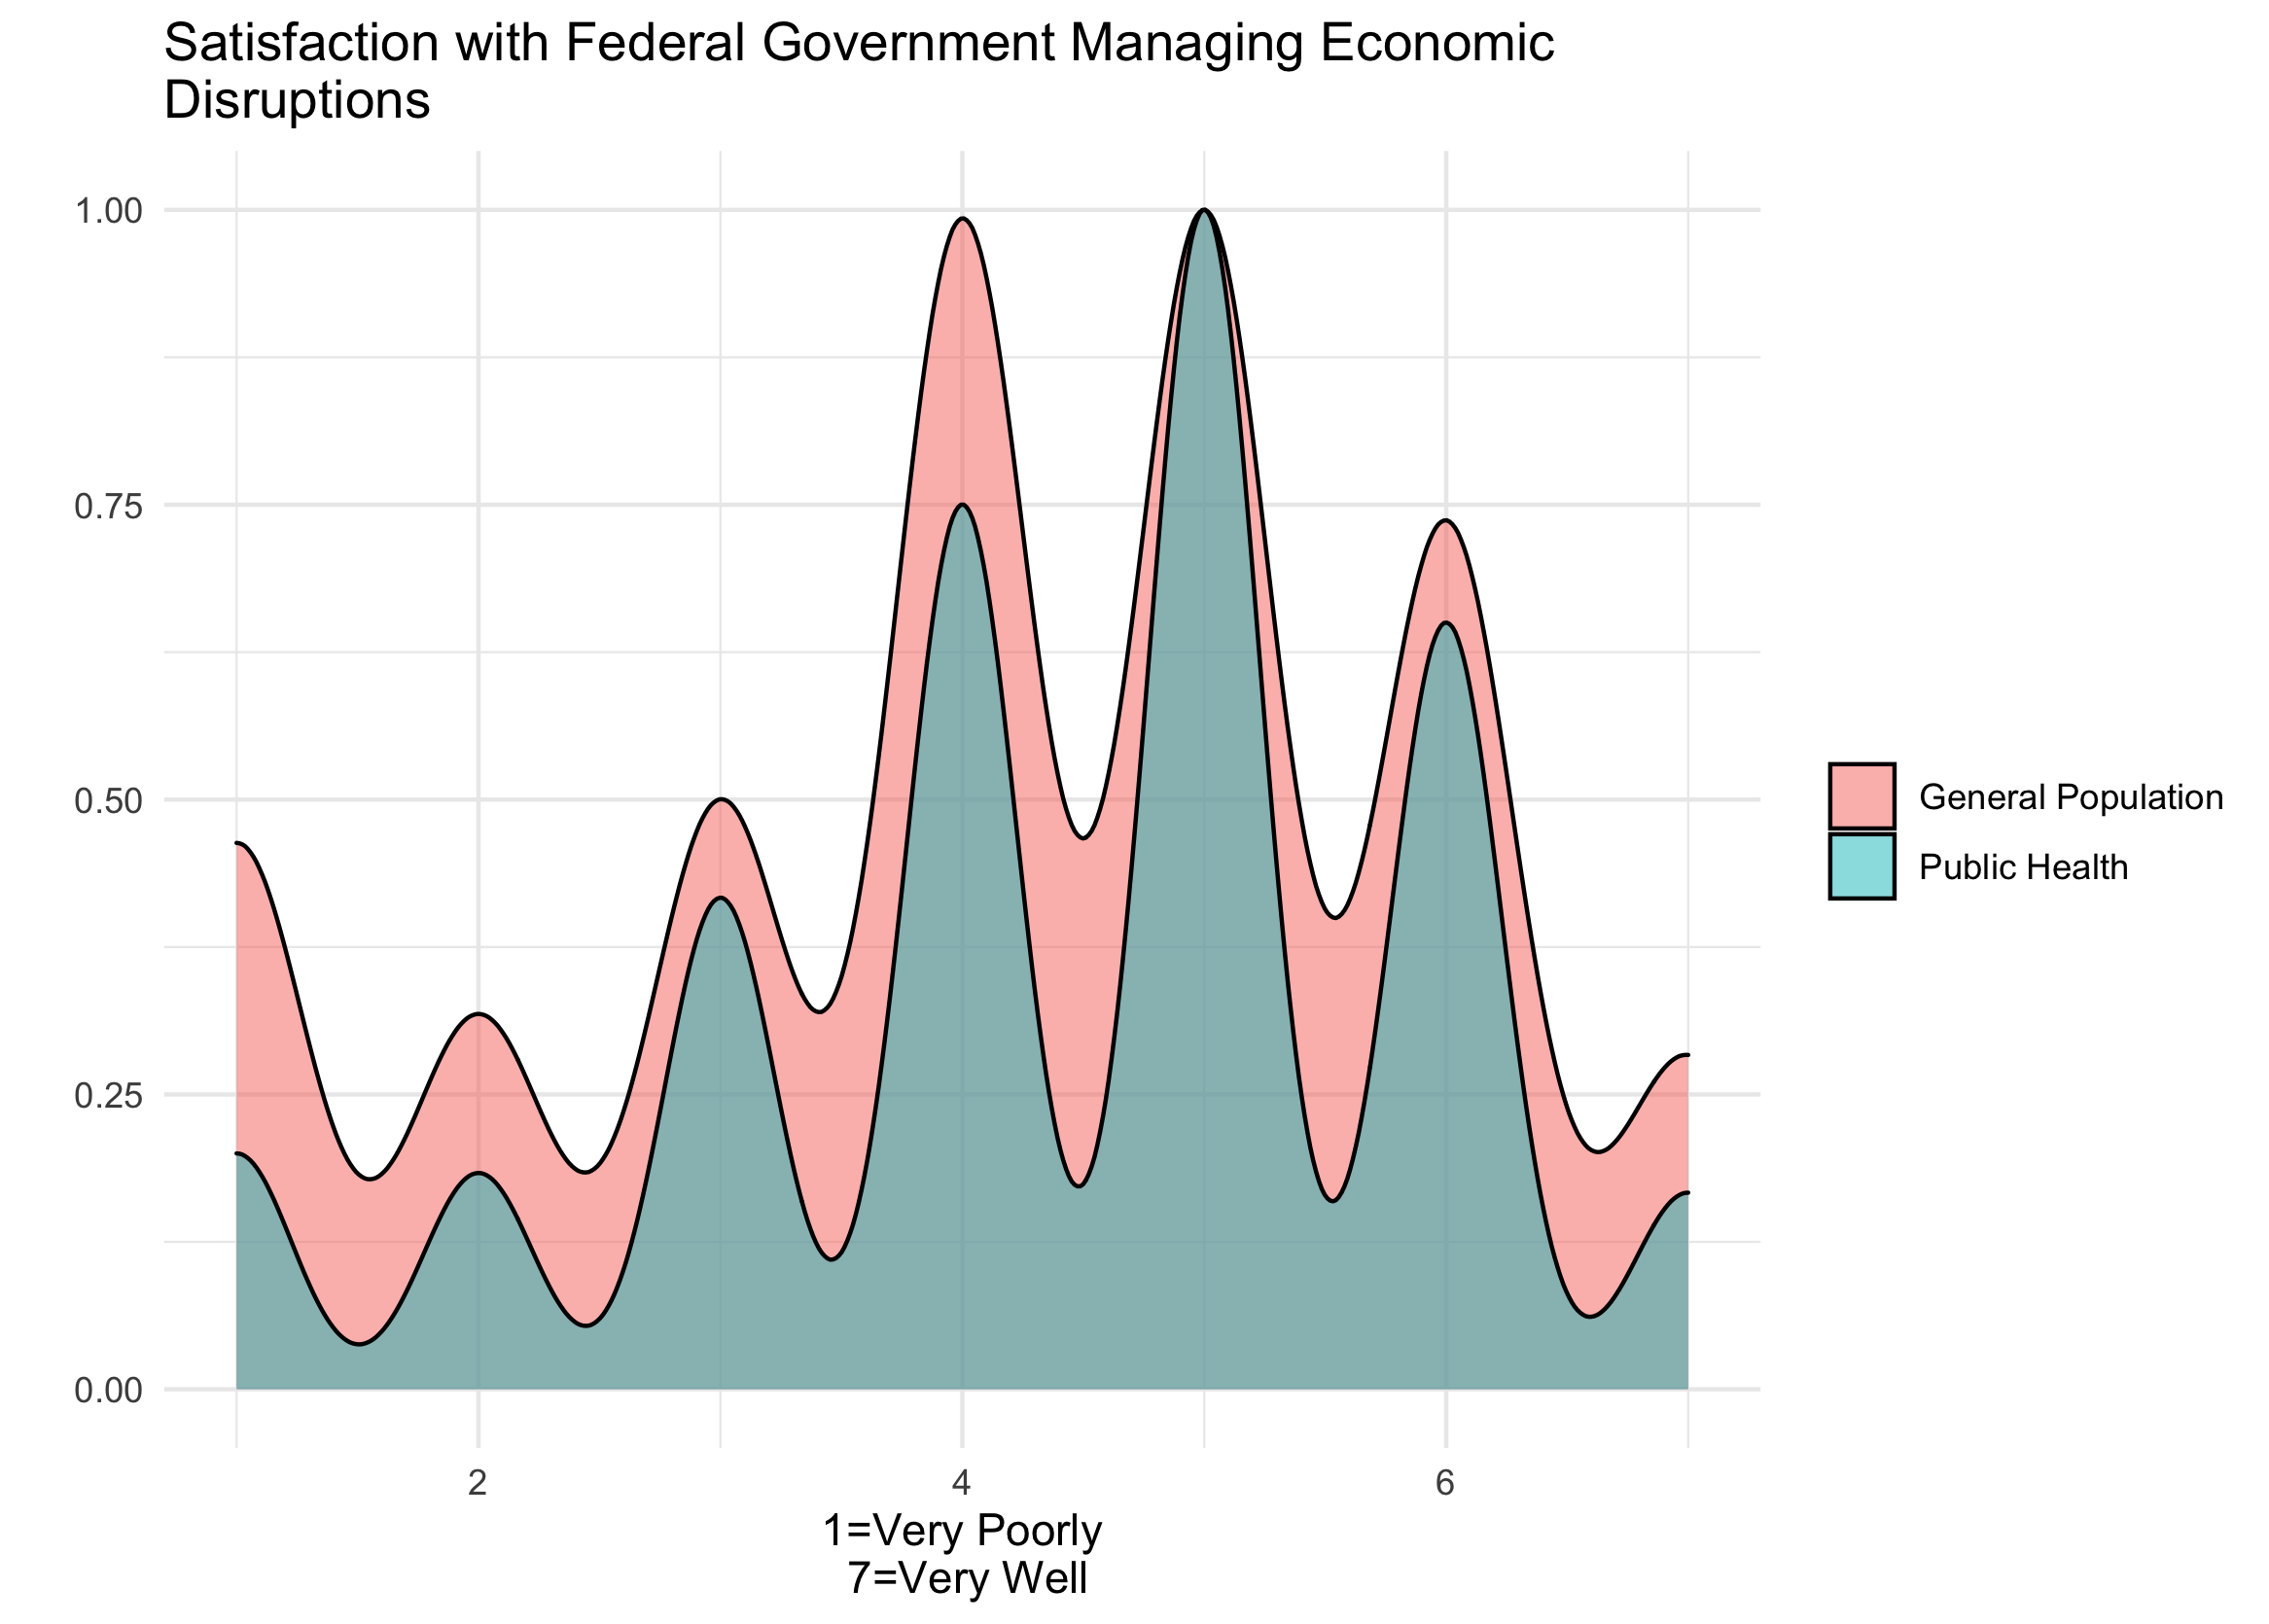 Satisfaction with Federal Government Managing Economic
Disruptions
1.00
0.75
0.50
0.25
0.00
2
4
6
1=Very Poorly
7=Very Well
General Population
Public Health